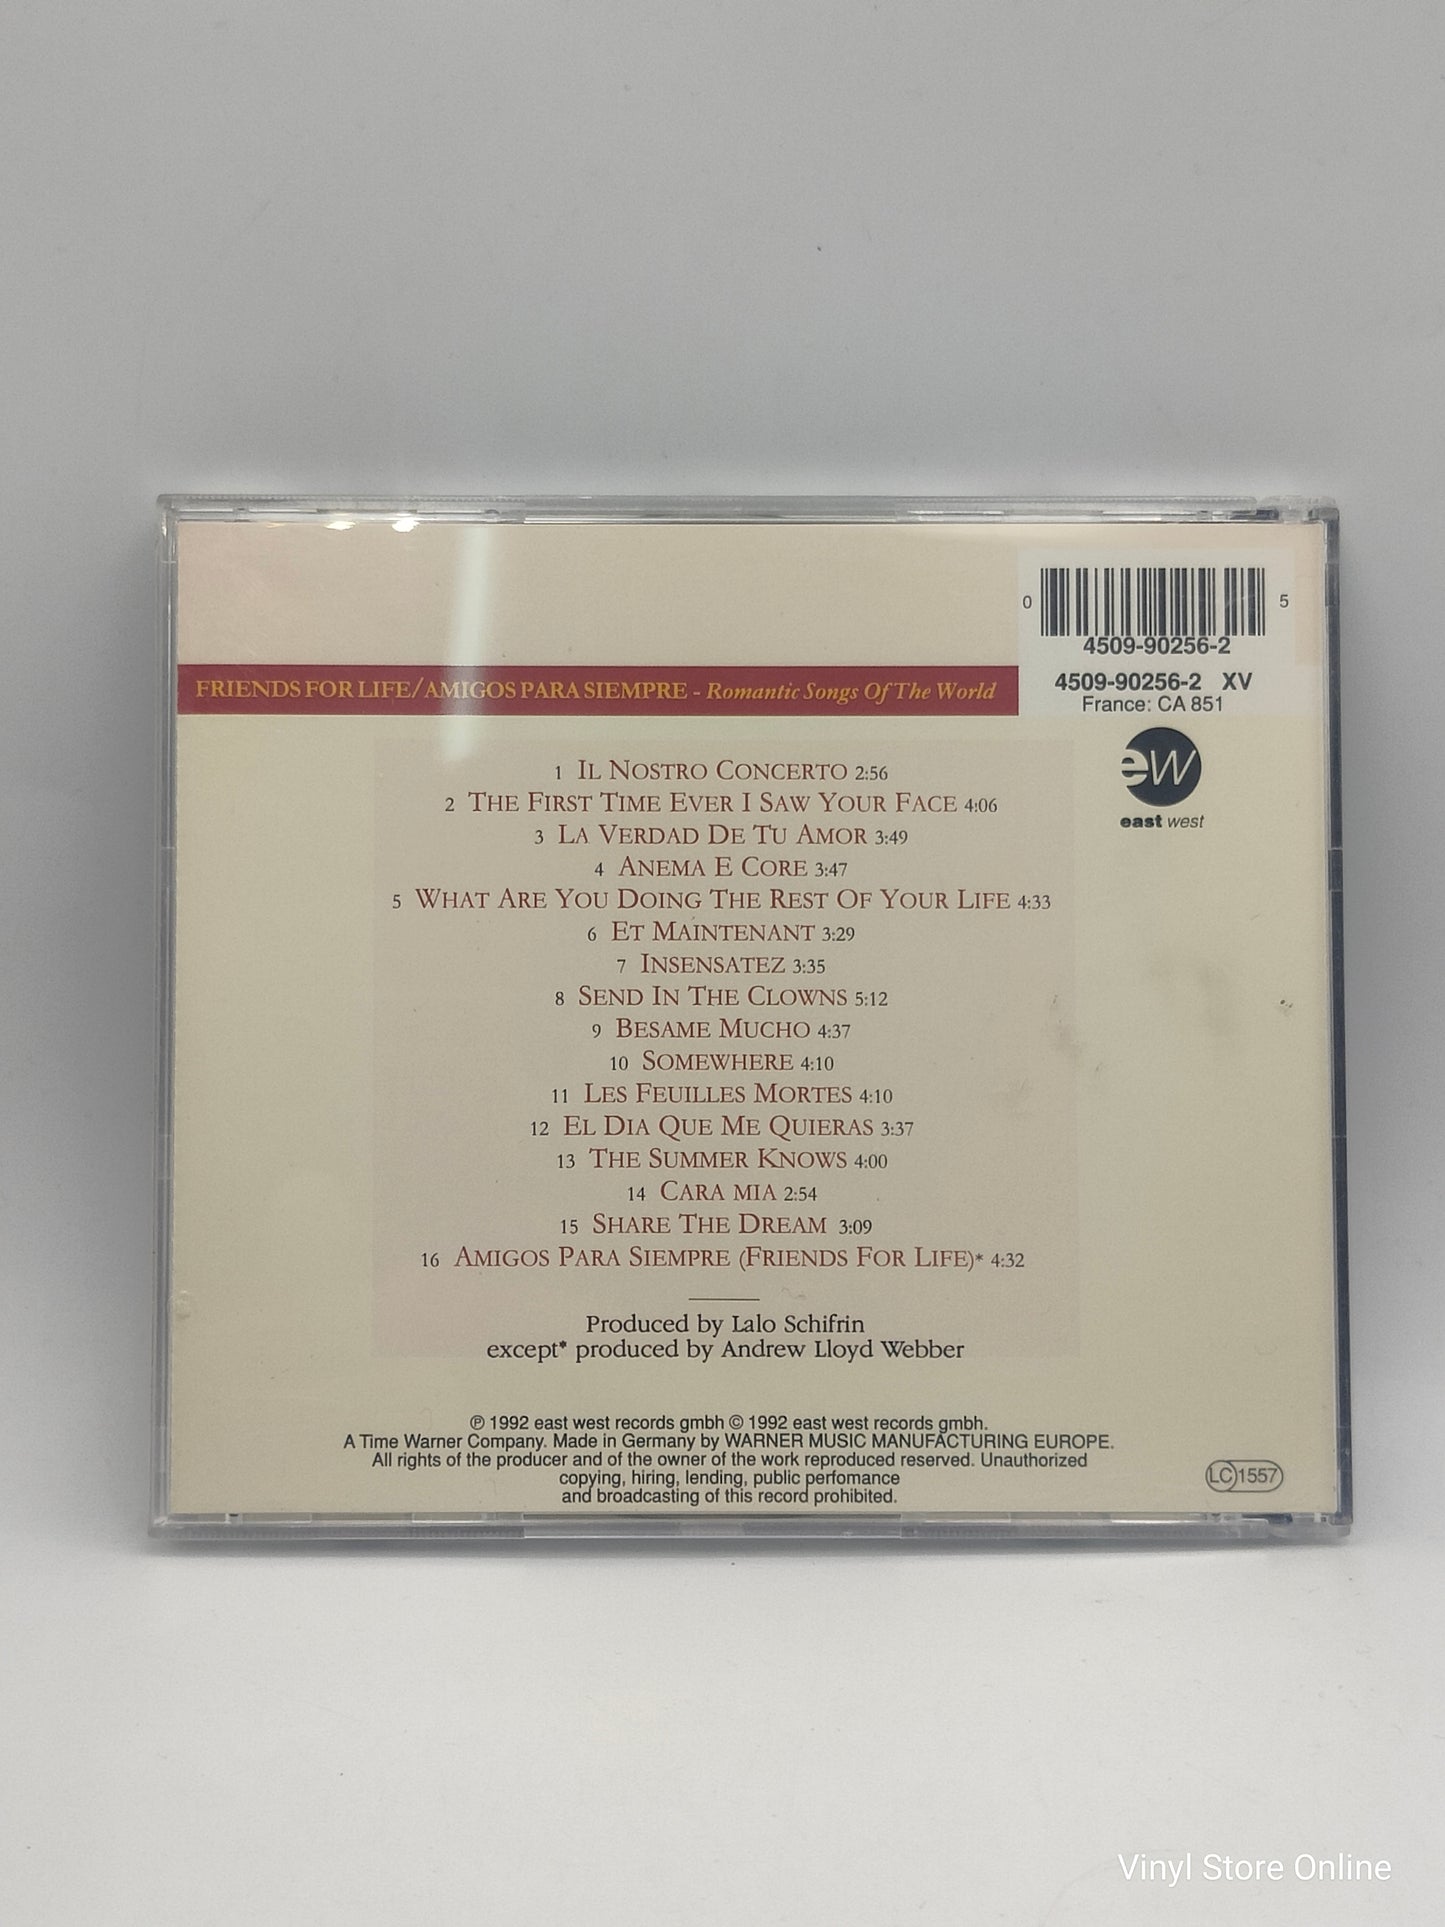 0 5
4509-90256-2
4509-90256-2 XV
France: CA 851
FRIENDS FOR LIFE/AMIGOS PARA SIEMPRE - Romantic Songs Of The World
ew
east west
1 IL NOSTRO CONCERTO 2:56
2 THE FIRST TIME EVER I SAW YOUR FACE 4:06
3 LA VERDAD DE TU AMOR 3:49
4 ANEMA E CORE 3:47
5 WHAT ARE YOU DOING THE REST OF YOUR LIFE 4:33
6 ET MAINTENANT 3:29
7 INSENSATEZ 3:35
8 SEND IN THE CLOWNS 5:12
9 BESAME MUCHO 4:37
10 SOMEWHERE 4:10
11 LES FEUILLES MORTES 4:10
12 EL DIA QUE ME QUIERAS 3:37
13 THE SUMMER KNOWS 4:00
14 CARA MIA 2:54
15 SHARE THE DREAM 3:09
16 AMIGOS PARA SIEMPRE (FRIENDS FOR LIFE)* 4:32
Produced by Lalo Schifrin
except* produced by Andrew Lloyd Webber
℗ 1992 east west records gmbh © 1992 east west records gmbh.
A Time Warner Company. Made in Germany by WARNER MUSIC MANUFACTURING EUROPE.
All rights of the producer and of the owner of the work reproduced reserved. Unauthorized
copying, hiring, lending, public perfomance
and broadcasting of this record prohibited.
LC 1557
Vinyl Store Online